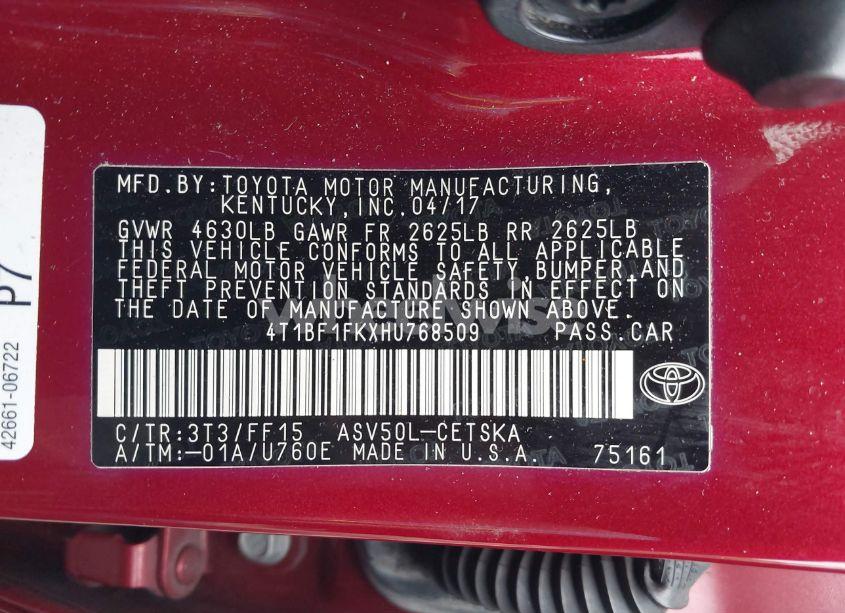 MFD.BY:TOYOTA MOTOR MANUFACTURING,
KENTUCKY,INC.04/17
GVWR 4630LB GAWR FR 2625LB RR 2625LB
THIS VEHICLE CONFORMS TO ALL APPLICABLE
FEDERAL MOTOR VEHICLE SAFETY,BUMPER,AND
THEFT PREVENTION STANDARDS IN EFFECT ON
THE DATE OF MANUFACTURE SHOWN ABOVE.
4T1BF1FKXHU768509 PASS.CAR
C/TR:3T3/FF15 ASV50L-CETSKA
A/TM:-01A/U760E MADE IN U.S.A. 75161
42661-06722
P7